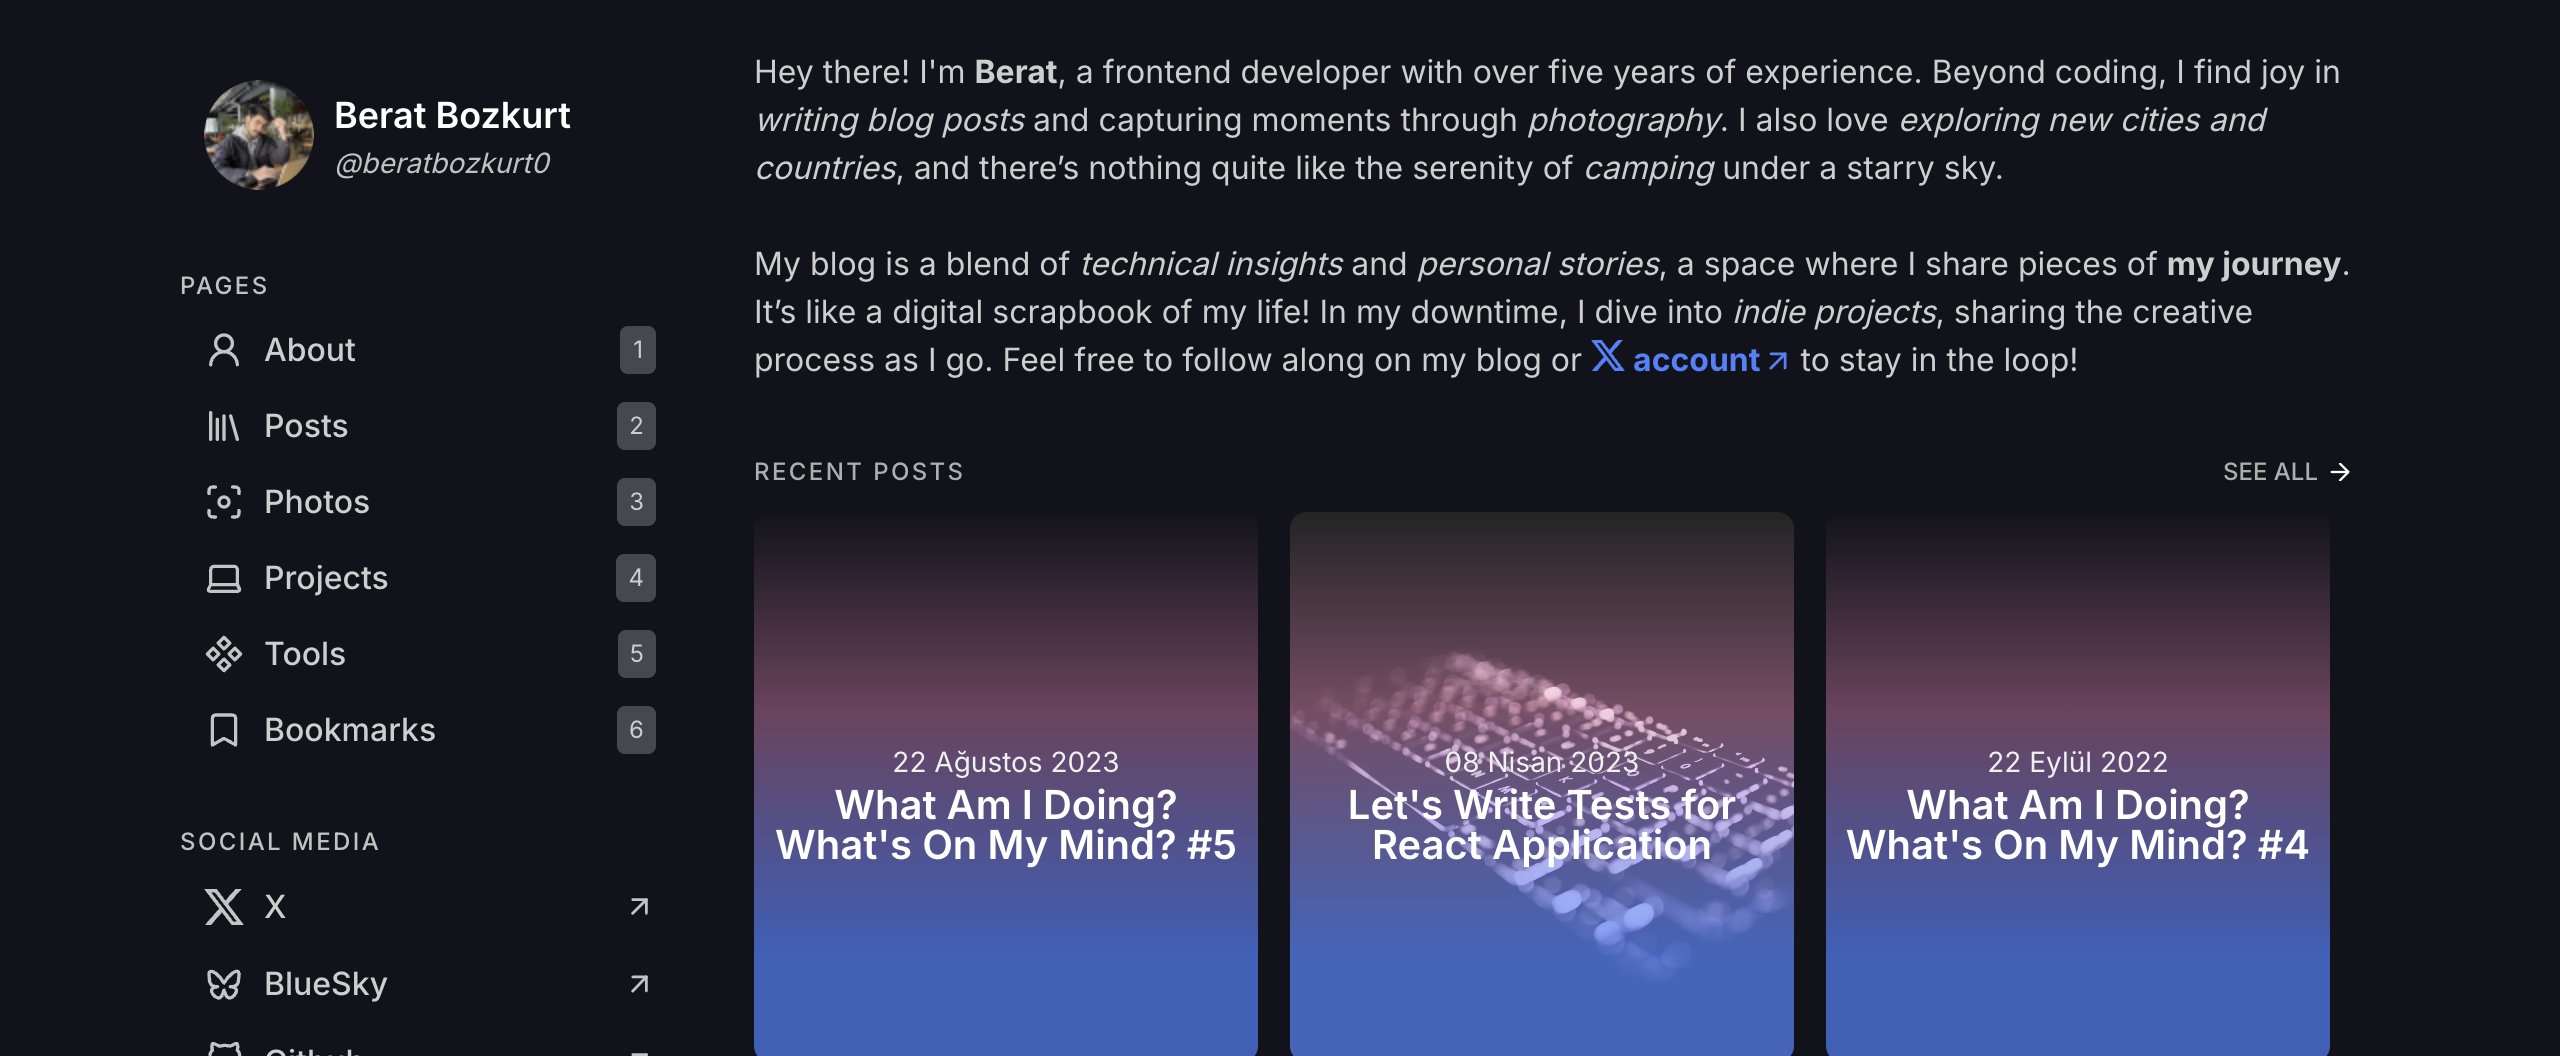 Berat Bozkurt
@beratbozkurt0
PAGES
About 1
Posts 2
Photos 3
Projects 4
Tools 5
Bookmarks 6
SOCIAL MEDIA
X
BlueSky
Github
Hey there! I'm Berat, a frontend developer with over five years of experience. Beyond coding, I find joy in
writing blog posts and capturing moments through photography. I also love exploring new cities and
countries, and there’s nothing quite like the serenity of camping under a starry sky.
My blog is a blend of technical insights and personal stories, a space where I share pieces of my journey.
It’s like a digital scrapbook of my life! In my downtime, I dive into indie projects, sharing the creative
process as I go. Feel free to follow along on my blog or X account to stay in the loop!
RECENT POSTS
SEE ALL
22 Ağustos 2023
What Am I Doing?
What's On My Mind? #5
08 Nisan 2023
Let's Write Tests for
React Application
22 Eylül 2022
What Am I Doing?
What's On My Mind? #4